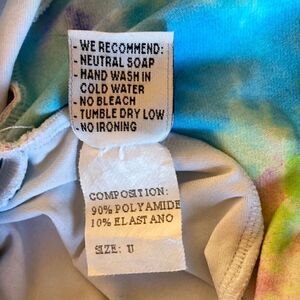 - WE RECOMMEND:
- NEUTRAL SOAP
- HAND WASH IN
COLD WATER
- NO BLEACH
- TUMBLE DRY LOW
- NO IRONING
COMPOSITION:
90% POLYAMIDE
10% ELASTANO
SIZE: U